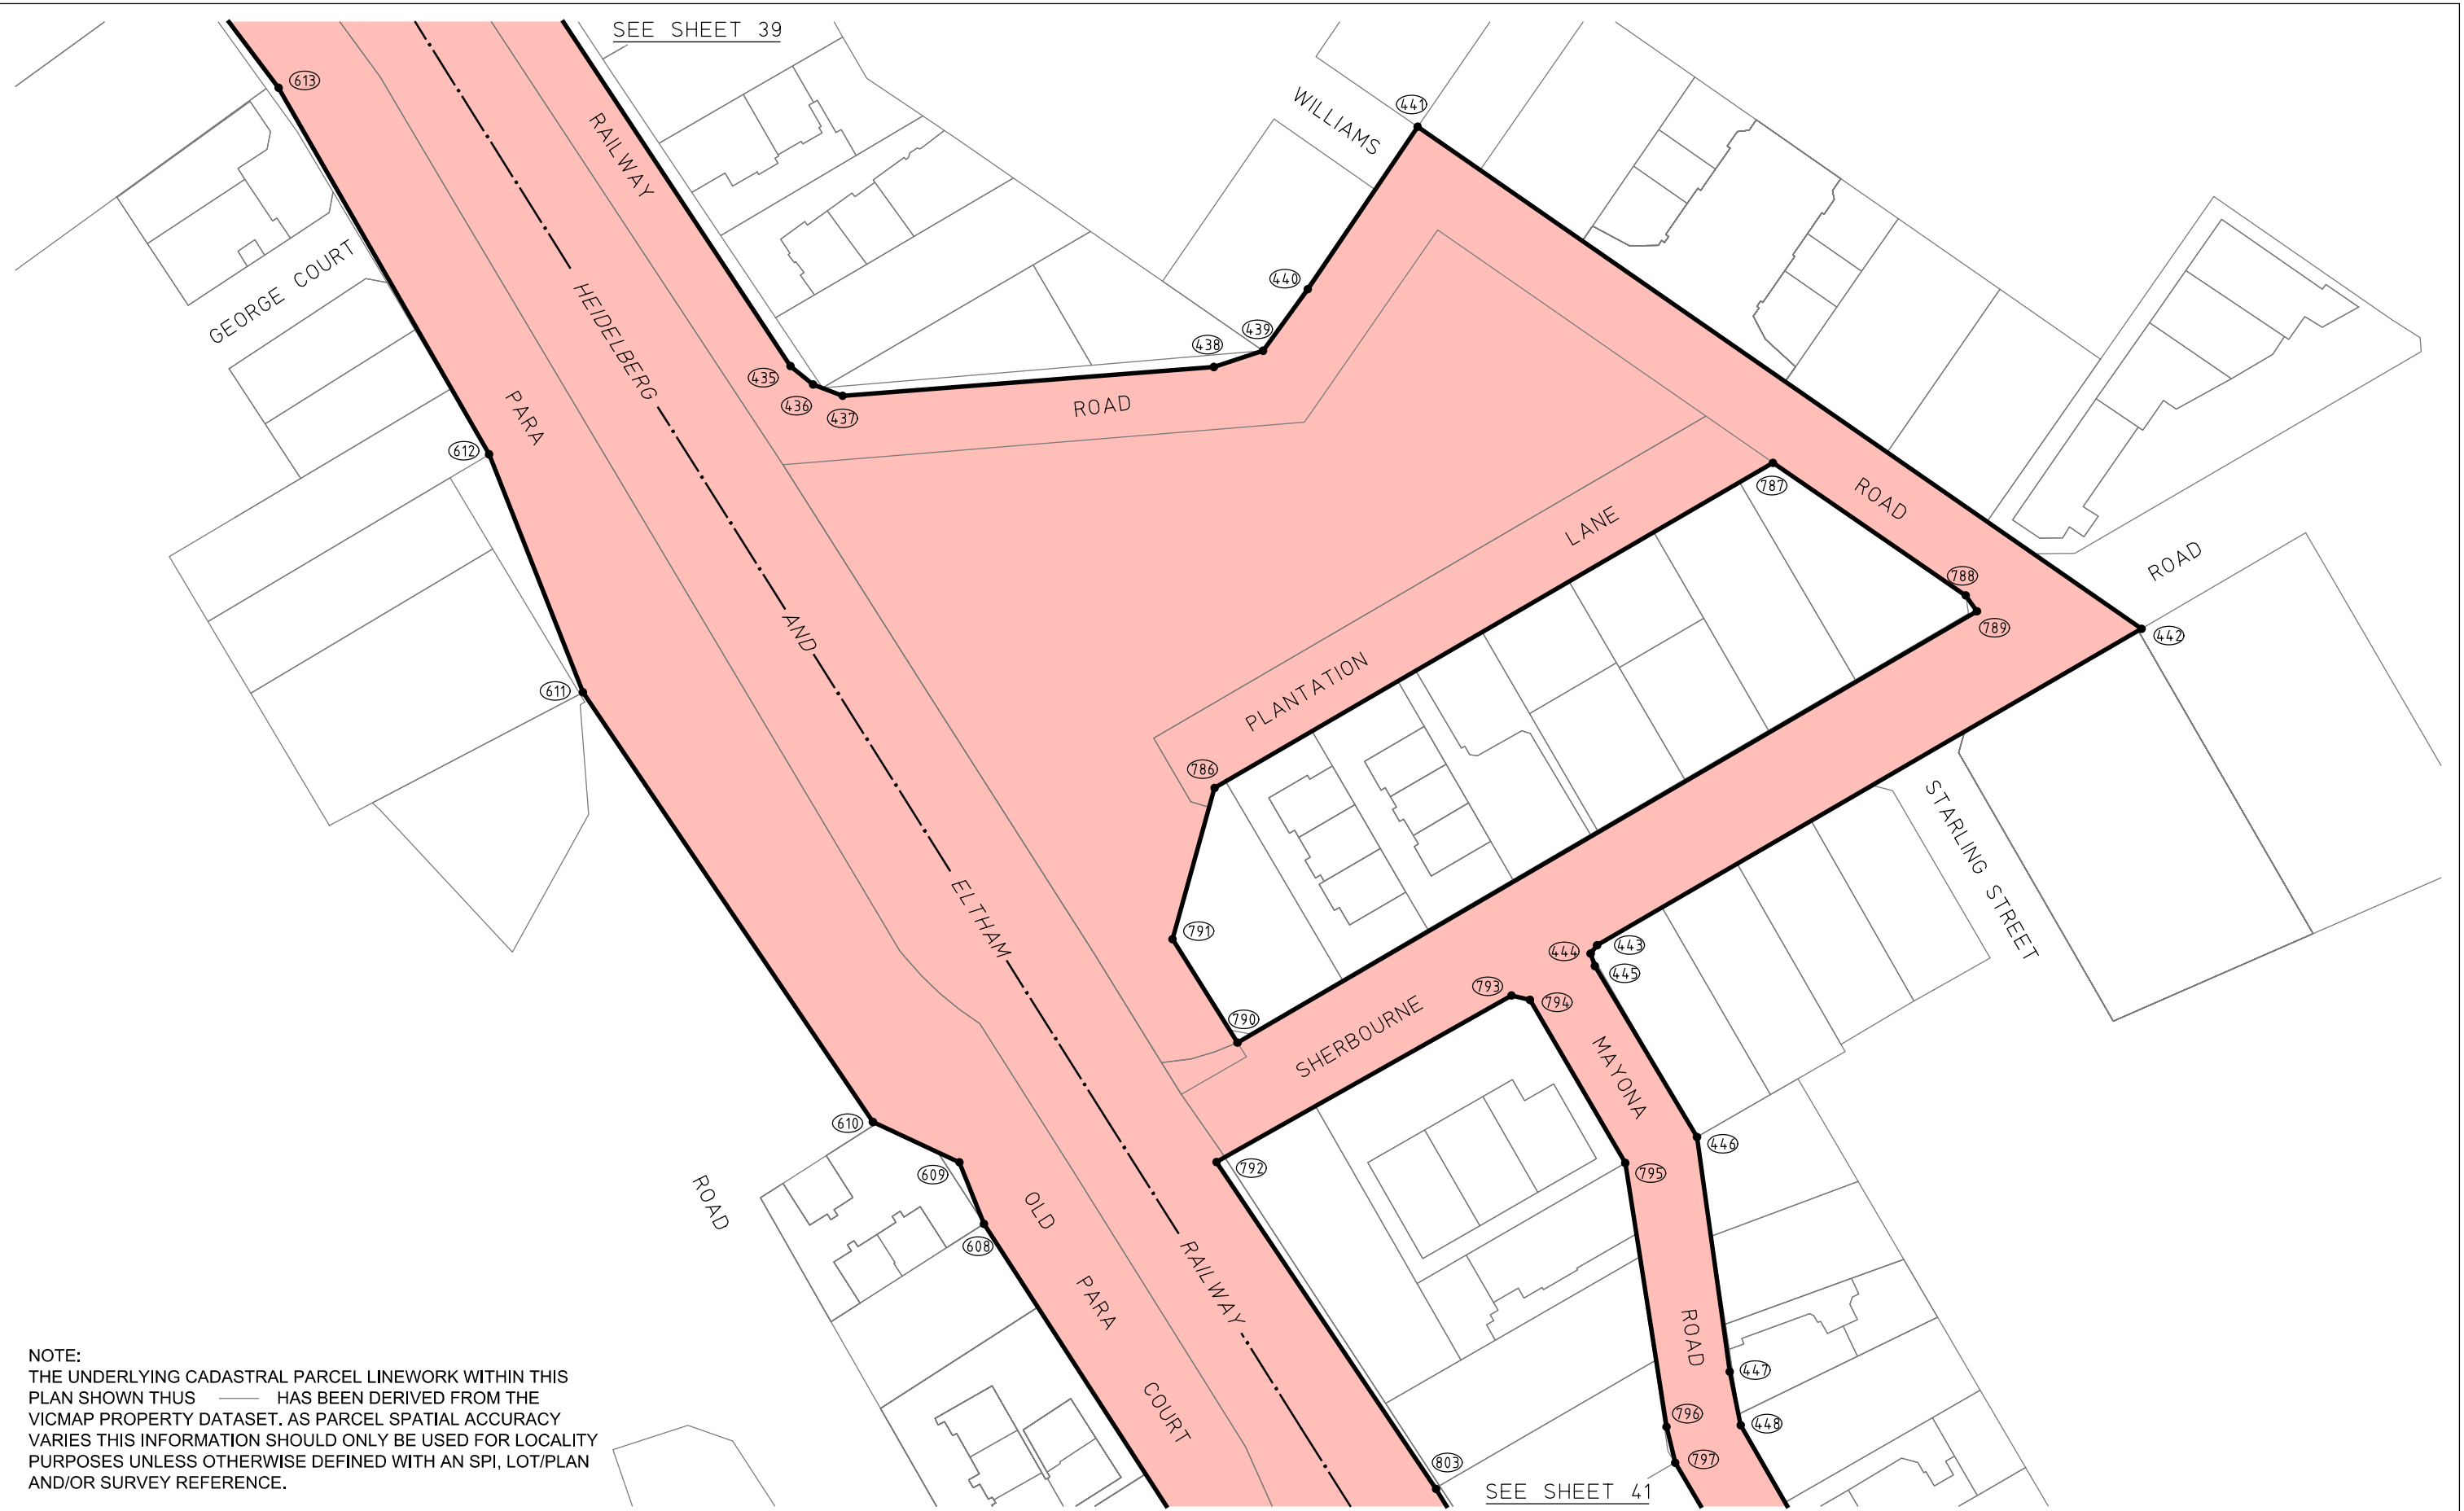 SEE SHEET 39
613
441
WILLIAMS
RAILWAY
GEORGE COURT
HEIDELBERG
440
439
438
435
436
437
ROAD
PARA
612
787
ROAD
LANE
ROAD
788
789
442
AND
611
PLANTATION
786
STARLING STREET
ELTHAM
791
443
444
445
793
794
790
SHERBOURNE
MAYONA
610
609
792
446
795
ROAD
OLD
608
RAILWAY
PARA
ROAD
447
448
COURT
796
797
803
SEE SHEET 41
NOTE:
THE UNDERLYING CADASTRAL PARCEL LINEWORK WITHIN THIS
PLAN SHOWN THUS —— HAS BEEN DERIVED FROM THE
VICMAP PROPERTY DATASET. AS PARCEL SPATIAL ACCURACY
VARIES THIS INFORMATION SHOULD ONLY BE USED FOR LOCALITY
PURPOSES UNLESS OTHERWISE DEFINED WITH AN SPI, LOT/PLAN
AND/OR SURVEY REFERENCE.